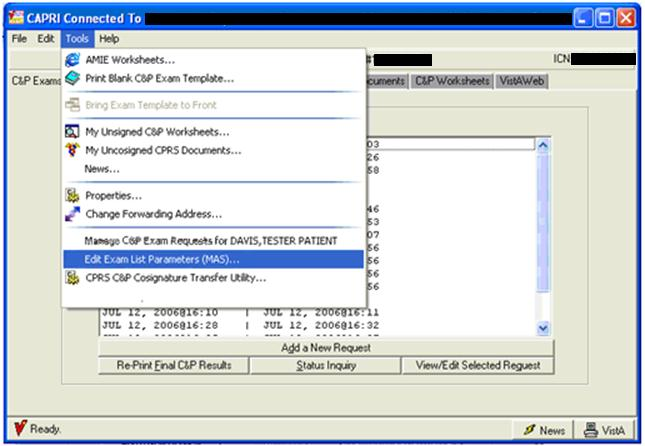 CAPRI Connected To
File Edit Tools Help
ICN
C&P Exams
ocuments C&P Worksheets VistAWeb
AMIE Worksheets...
Print Blank C&P Exam Template...
Bring Exam Template to Front
My Unsigned C&P Worksheets...
My Uncosigned CPRS Documents...
News...
Properties...
Change Forwarding Address...
Manage C&P Exam Requests for DAVIS,TESTER PATIENT
Edit Exam List Parameters (MAS)...
CPRS C&P Cosignature Transfer Utility...
03
26
58
46
53
07
56
56
56
JUL 12, 2006@16:10 | JUL 12, 2006@16:11
JUL 12, 2006@16:28 | JUL 12, 2006@16:32
Add a New Request
Re-Print Final C&P Results Status Inquiry View/Edit Selected Request
Ready. News VistA